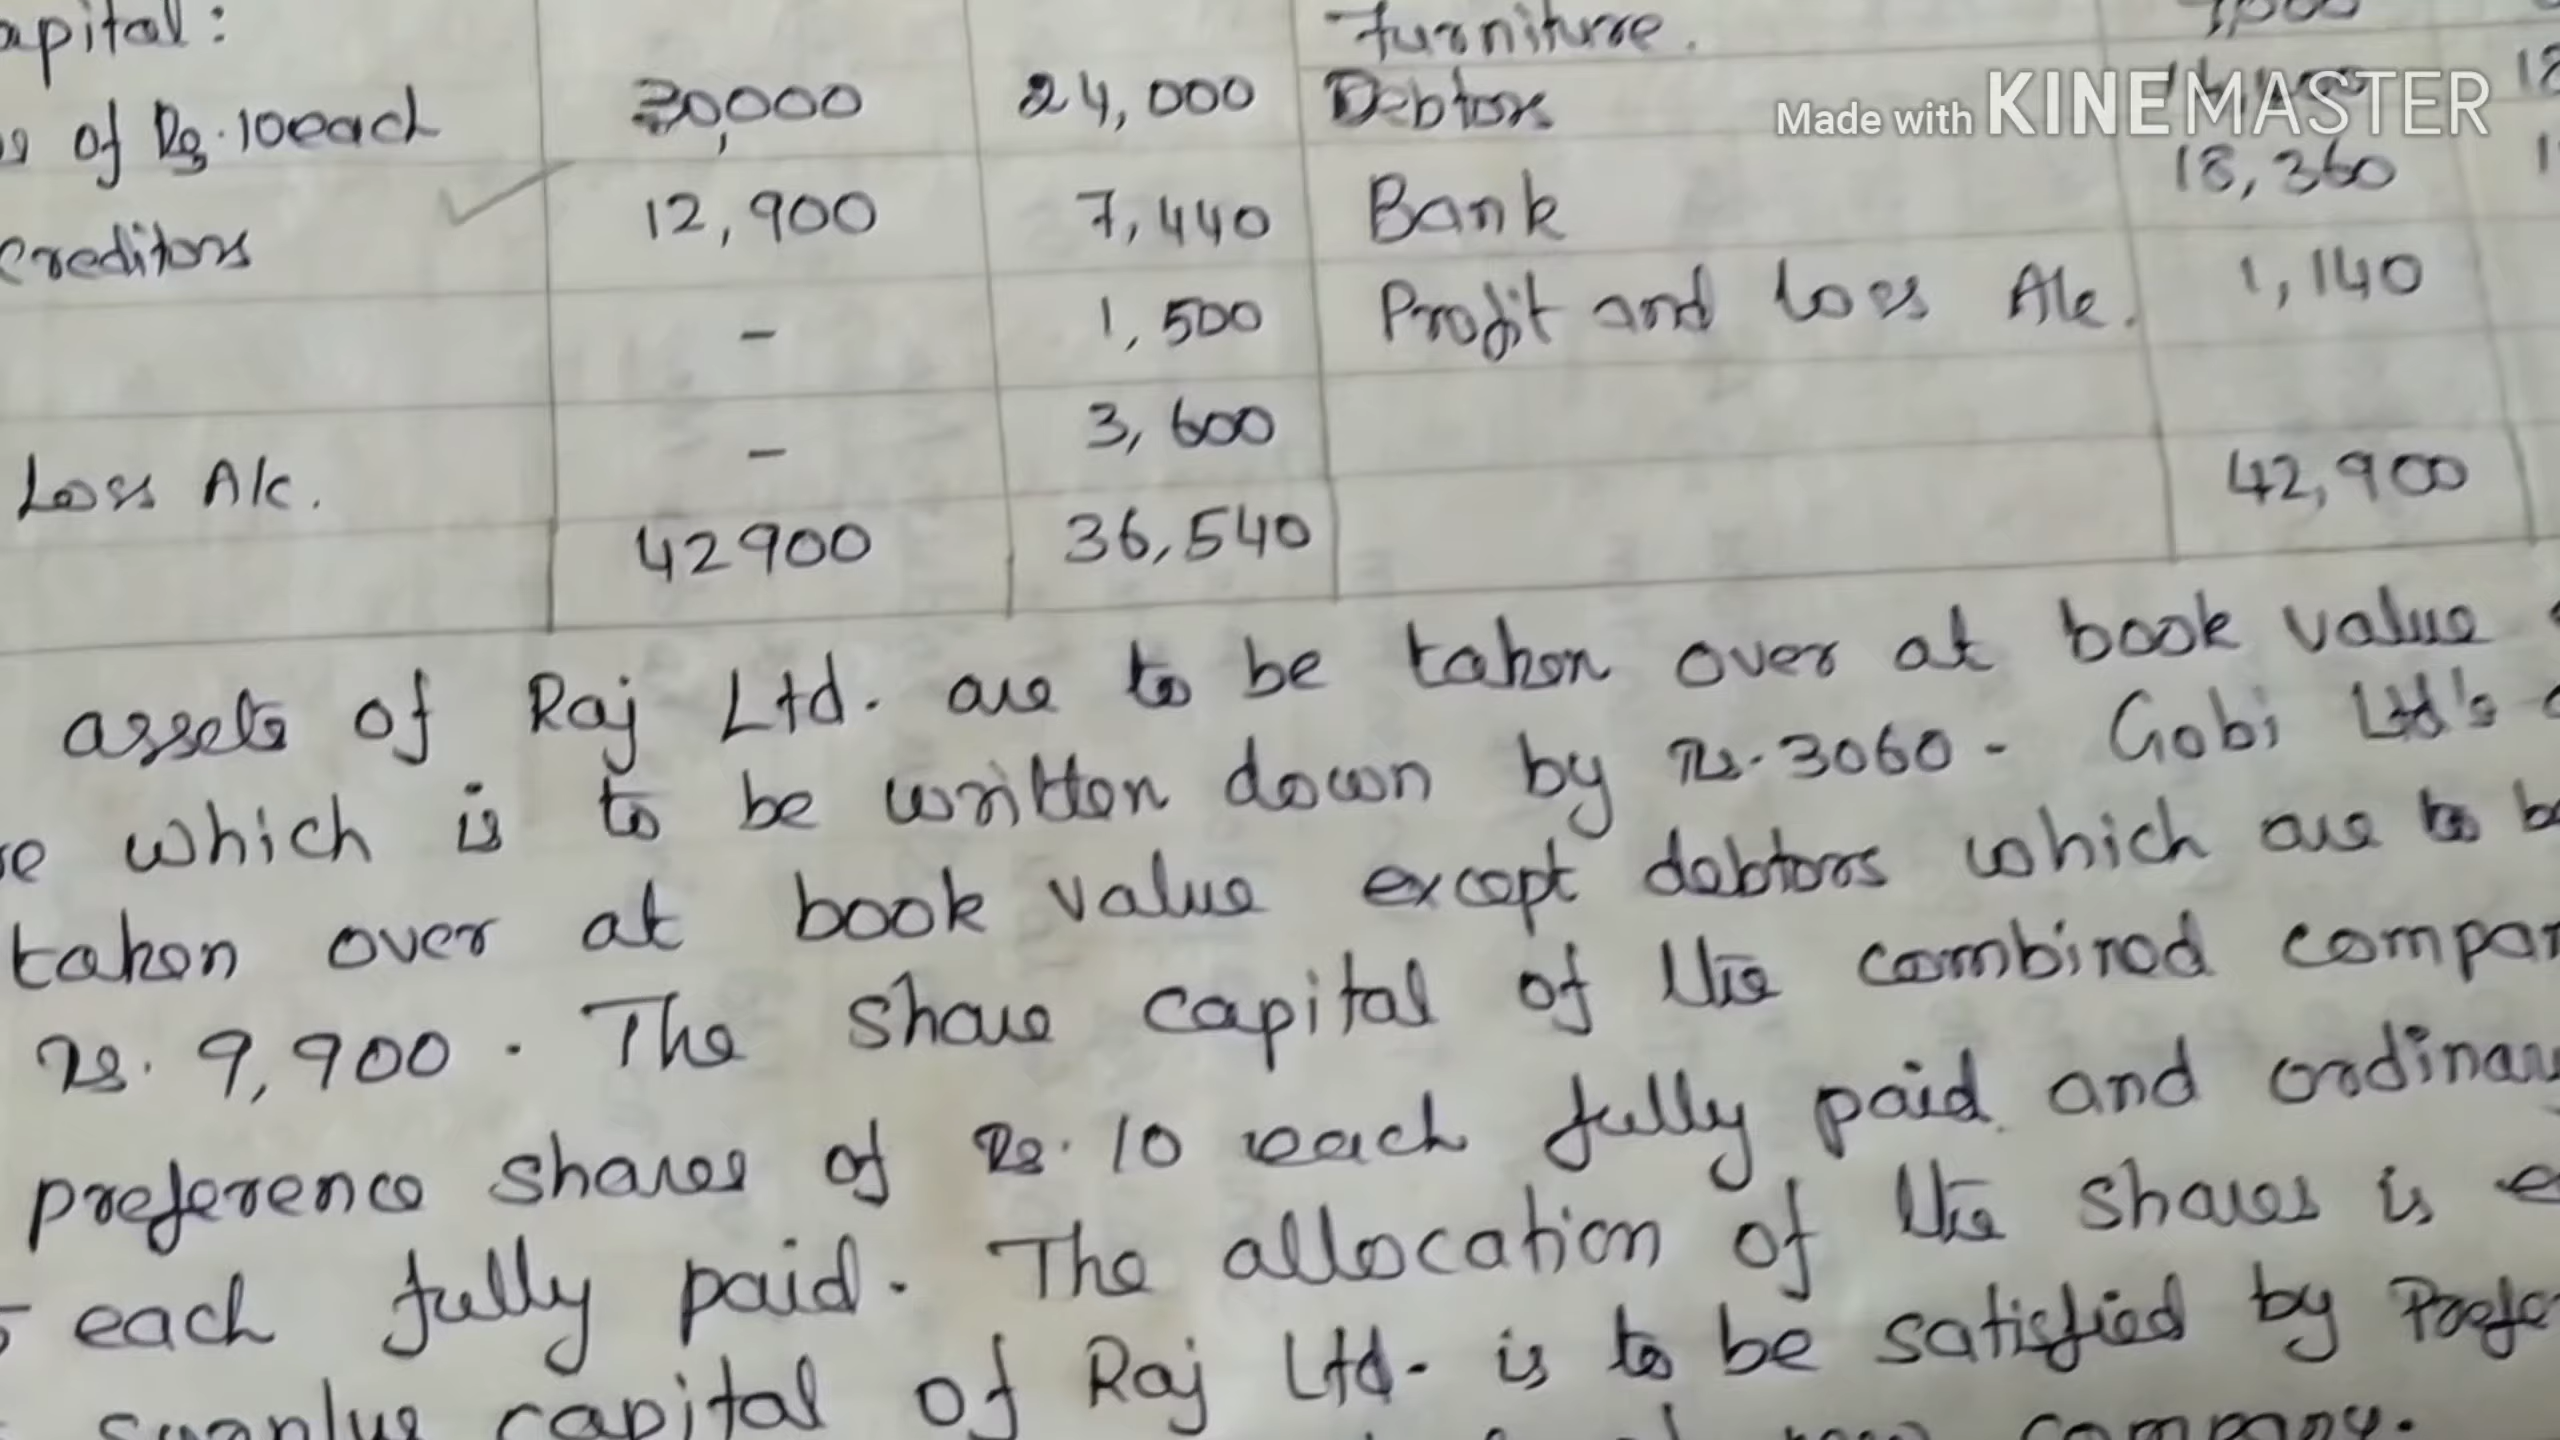 apital:
Furniture.
of Rs.10 each 30,000 24,000 Debtors
Made with KINEMASTER
creditors 12,900 7,440 Bank 18,360
- 1,500 Profit and Loss A/c. 1,140
- 3,600
Loss A/c. 42900 36,540 42,900
assets of Raj Ltd. are to be taken over at book value
which is to be written down by Rs.3060- Gobi Ltd's
taken over at book value except debtors which are to be
Rs. 9,900. The share capital of the combined compan
preference shares of Rs.10 each fully paid and ordinary
each fully paid. The allocation of the shares is
surplus capital of Raj Ltd. is to be satisfied by Prefe
new company.